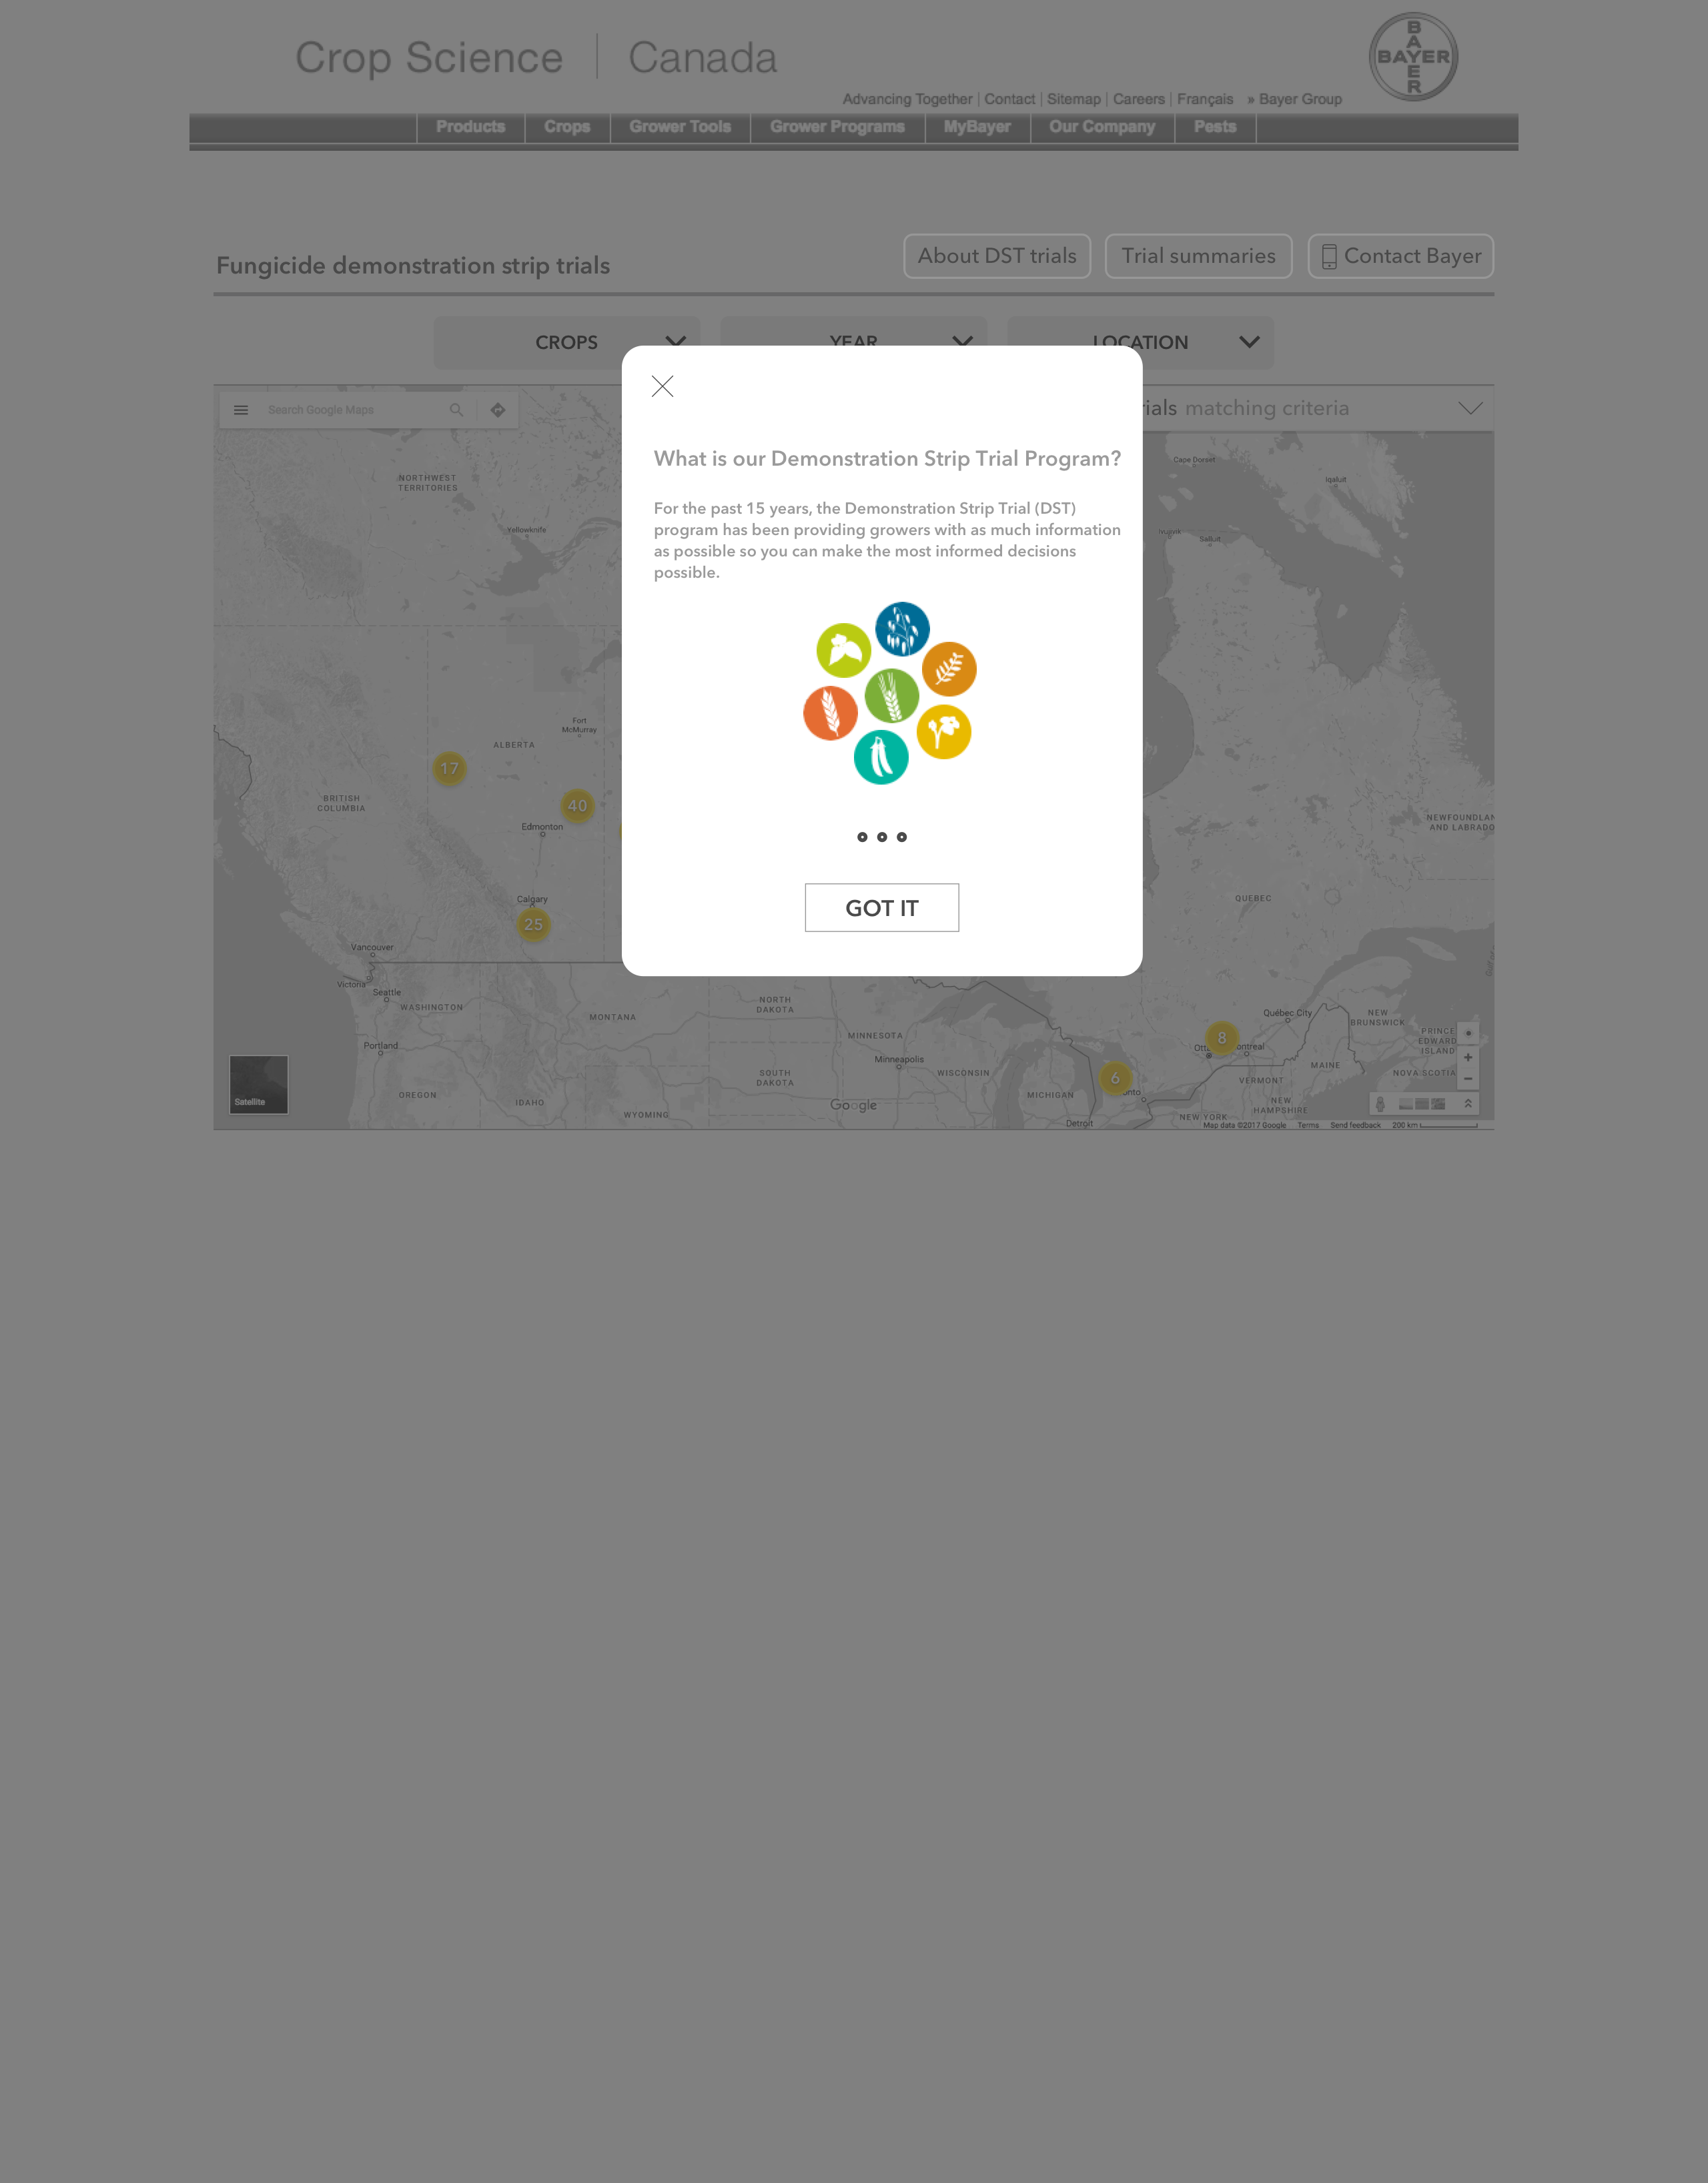 Crop Science | Canada
BAYER
BAYER
Advancing Together | Contact | Sitemap | Careers | Français » Bayer Group
Products
Crops
Grower Tools
Grower Programs
MyBayer
Our Company
Pests
Fungicide demonstration strip trials
About DST trials
Trial summaries
Contact Bayer
CROPS
YEAR
LOCATION
Search Google Maps
rials matching criteria
What is our Demonstration Strip Trial Program?
For the past 15 years, the Demonstration Strip Trial (DST)
program has been providing growers with as much information
as possible so you can make the most informed decisions
possible.
GOT IT
NORTHWEST
TERRITORIES
Yellowknife
Cape Dorset
Iqaluit
Ivujivik
Salluit
Fort
McMurray
ALBERTA
17
BRITISH
COLUMBIA
40
Edmonton
NEWFOUNDLAN
AND LABRADO
Calgary
25
QUEBEC
Vancouver
Victoria
Seattle
WASHINGTON
MONTANA
NORTH
DAKOTA
MINNESOTA
Minneapolis
SOUTH
DAKOTA
WISCONSIN
Portland
OREGON
IDAHO
WYOMING
MICHIGAN
Detroit
6
onto
8
Ott
ontreal
Québec City
NEW
BRUNSWICK
PRINCE
EDWARD
ISLAND
MAINE
NOVA SCOTIA
VERMONT
NEW
HAMPSHIRE
NEW YORK
Satellite
Google
Map data ©2017 Google
Terms
Send feedback
200 km